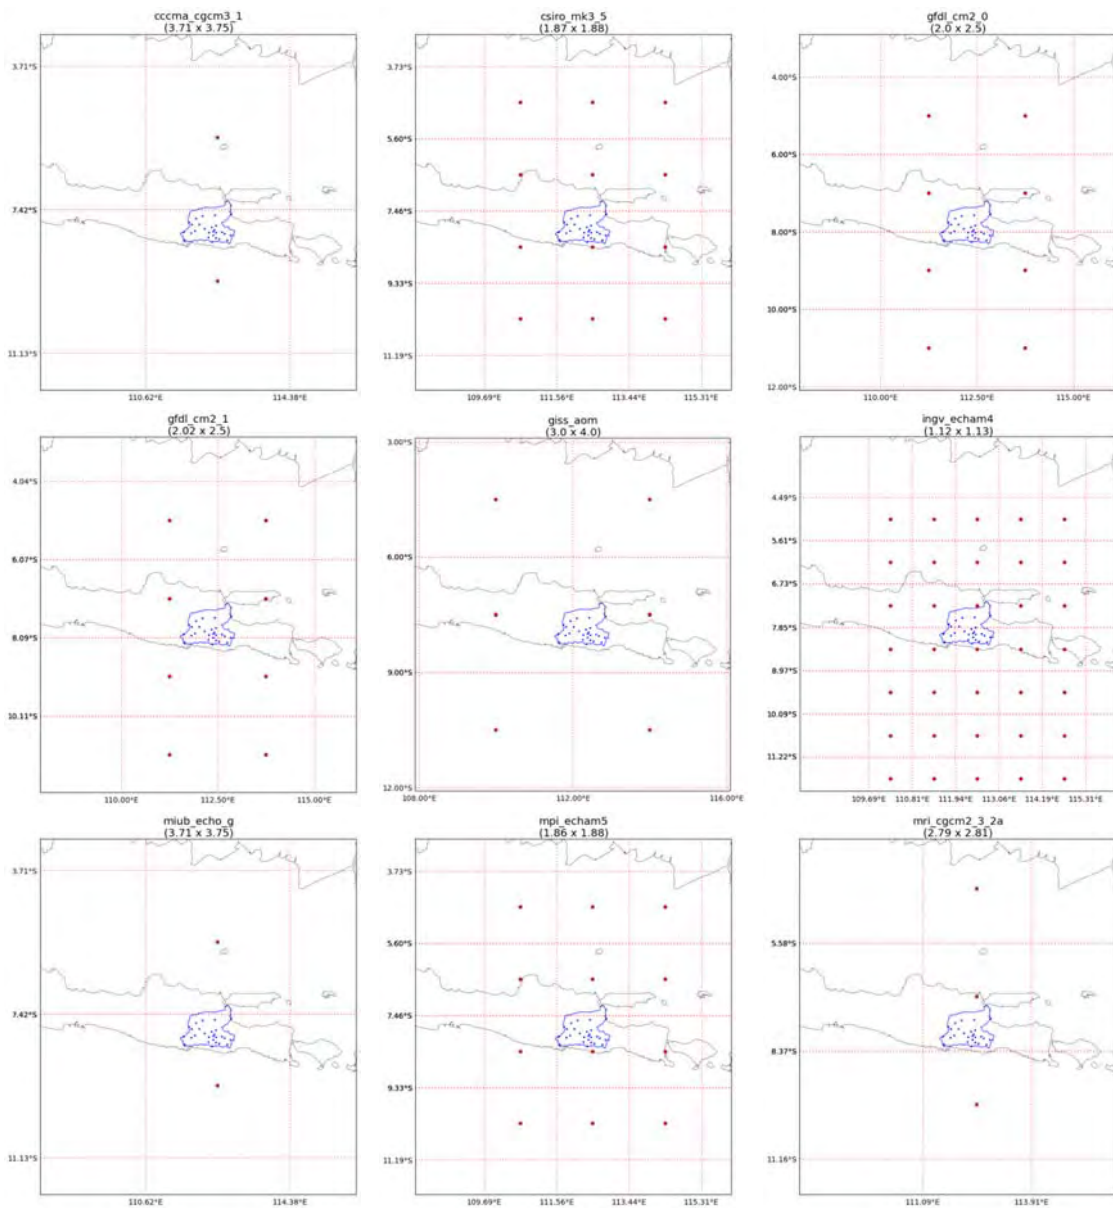 cccma_cgcm3_1
(3.71 x 3.75)
3.71°S
7.42°S
11.13°S
110.62°E 114.38°E
csiro_mk3_5
(1.87 x 1.88)
3.73°S
5.60°S
7.46°S
9.33°S
11.19°S
109.69°E 111.56°E 113.44°E 115.31°E
gfdl_cm2_0
(2.0 x 2.5)
4.00°S
6.00°S
8.00°S
10.00°S
12.00°S
110.00°E 112.50°E 115.00°E
gfdl_cm2_1
(2.02 x 2.5)
4.04°S
6.07°S
8.09°S
10.11°S
110.00°E 112.50°E 115.00°E
giss_aom
(3.0 x 4.0)
3.00°S
6.00°S
9.00°S
12.00°S
108.00°E 112.00°E 116.00°E
ingv_echam4
(1.12 x 1.13)
4.49°S
5.61°S
6.73°S
7.85°S
8.97°S
10.09°S
11.22°S
109.69°E 110.81°E 111.94°E 113.06°E 114.19°E 115.31°E
miub_echo_g
(3.71 x 3.75)
3.71°S
7.42°S
11.13°S
110.62°E 114.38°E
mpi_echam5
(1.86 x 1.88)
3.73°S
5.60°S
7.46°S
9.33°S
11.19°S
109.69°E 111.56°E 113.44°E 115.31°E
mri_cgcm2_3_2a
(2.79 x 2.81)
5.58°S
8.37°S
11.16°S
111.09°E 113.91°E